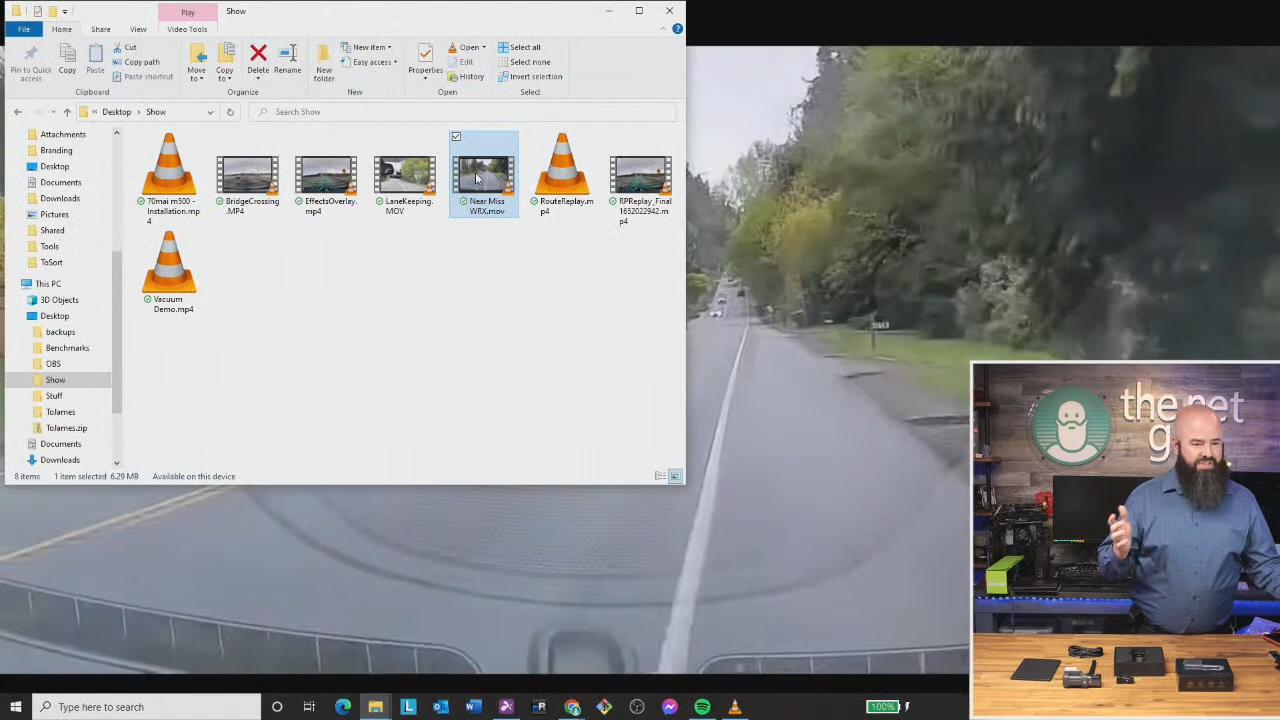 Play
Show
File
Home
Share
View
Video Tools
Pin to Quick access
Copy
Paste
Cut
Copy path
Paste shortcut
Clipboard
Move to
Copy to
Delete
Rename
Organize
New folder
New item
Easy access
New
Properties
Open
Edit
History
Open
Select all
Select none
Invert selection
Select
Desktop
Show
Search Show
Attachments
Branding
Desktop
Documents
Downloads
Pictures
Shared
Tools
ToSort
This PC
3D Objects
Desktop
backups
Benchmarks
OBS
Show
Stuff
ToJames
ToJames.zip
Documents
Downloads
70mai m500 - Installation.mp4
BridgeCrossing.MP4
EffectsOverlay.mp4
LaneKeeping.MOV
Near Miss WRX.mov
RouteReplay.mp4
RPReplay_Final1652022942.mp4
Vacuum Demo.mp4
8 items
1 item selected 6.29 MB
Available on this device
the net
g
Type here to search
100%